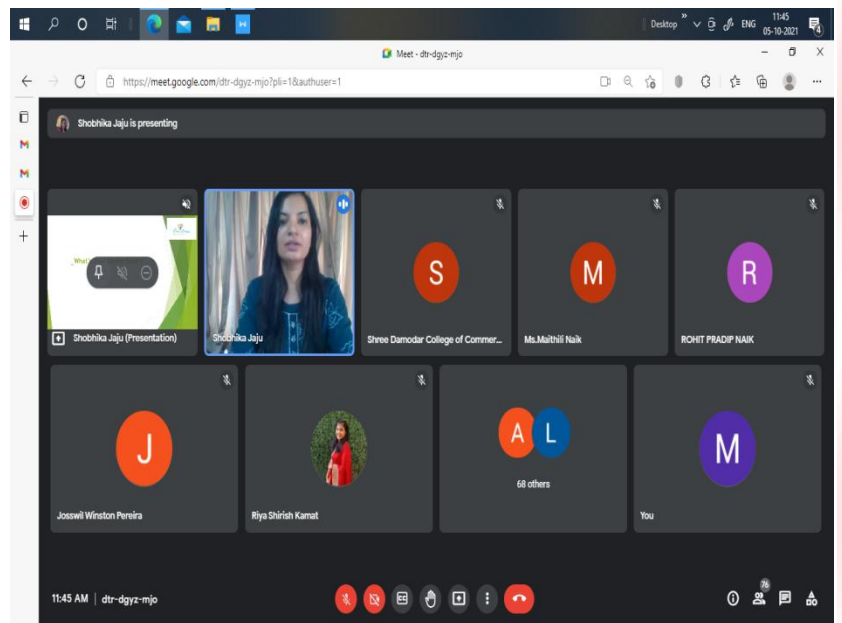 Desktop
ENG
11:45
05-10-2021
4
Meet - dtr-dgyz-mjo
https://meet.google.com/dtr-dgyz-mjo?pli=1&authuser=1
Shobhika Jaju is presenting
What'
Shobhika Jaju (Presentation)
Shobhika Jaju
S
Shree Damodar College of Commer...
M
Ms.Maithili Naik
R
ROHIT PRADIP NAIK
J
Josswil Winston Pereira
Riya Shirish Kamat
A L
68 others
M
You
11:45 AM | dtr-dgyz-mjo
CC
76